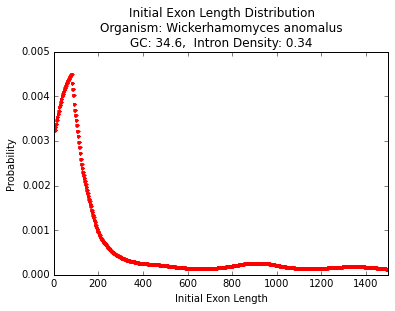 Initial Exon Length Distribution
Organism: Wickerhamomyces anomalus
GC: 34.6,  Intron Density: 0.34
0.005
0.004
0.003
0.002
0.001
0.000
Probability
0 200 400 600 800 1000 1200 1400
Initial Exon Length